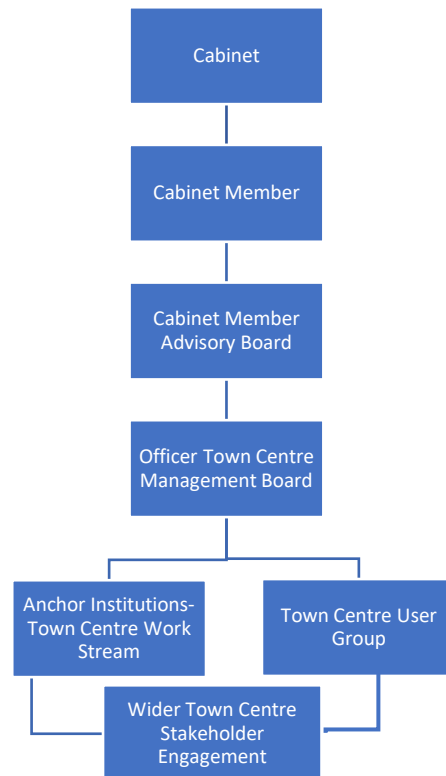 Cabinet
Cabinet Member
Cabinet Member
Advisory Board
Officer Town Centre
Management Board
Anchor Institutions-
Town Centre Work
Stream
Town Centre User
Group
Wider Town Centre
Stakeholder
Engagement